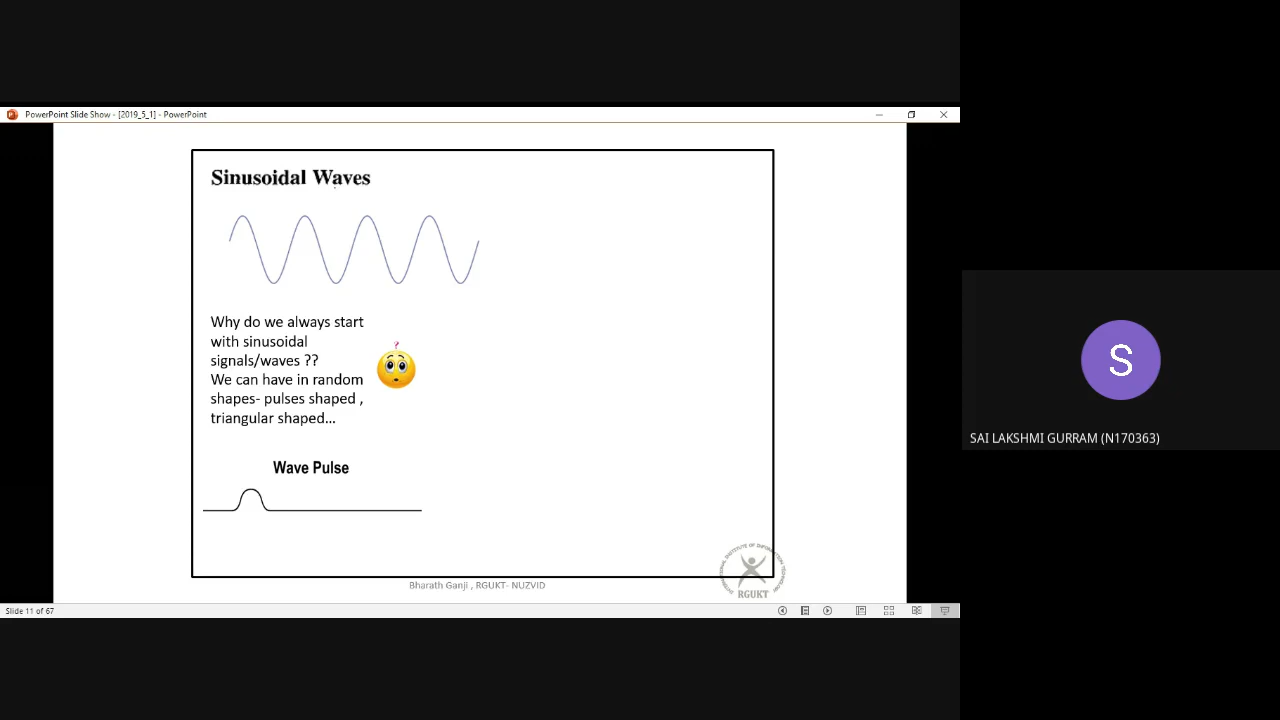 PowerPoint Slide Show - [2019_5_1] - PowerPoint
Sinusoidal Waves
Why do we always start
with sinusoidal
signals/waves ??
We can have in random
shapes- pulses shaped ,
triangular shaped...
?
Wave Pulse
RGUKT
Bharath Ganji , RGUKT- NUZVID
Slide 11 of 67
S
SAI LAKSHMI GURRAM (N170363)